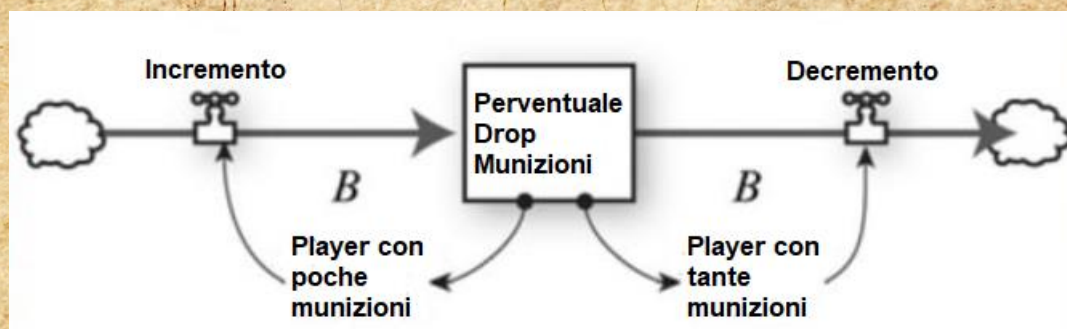 Incremento
Perventuale
Drop
Munizioni
Decremento
B
B
Player con
poche
munizioni
Player con
tante
munizioni